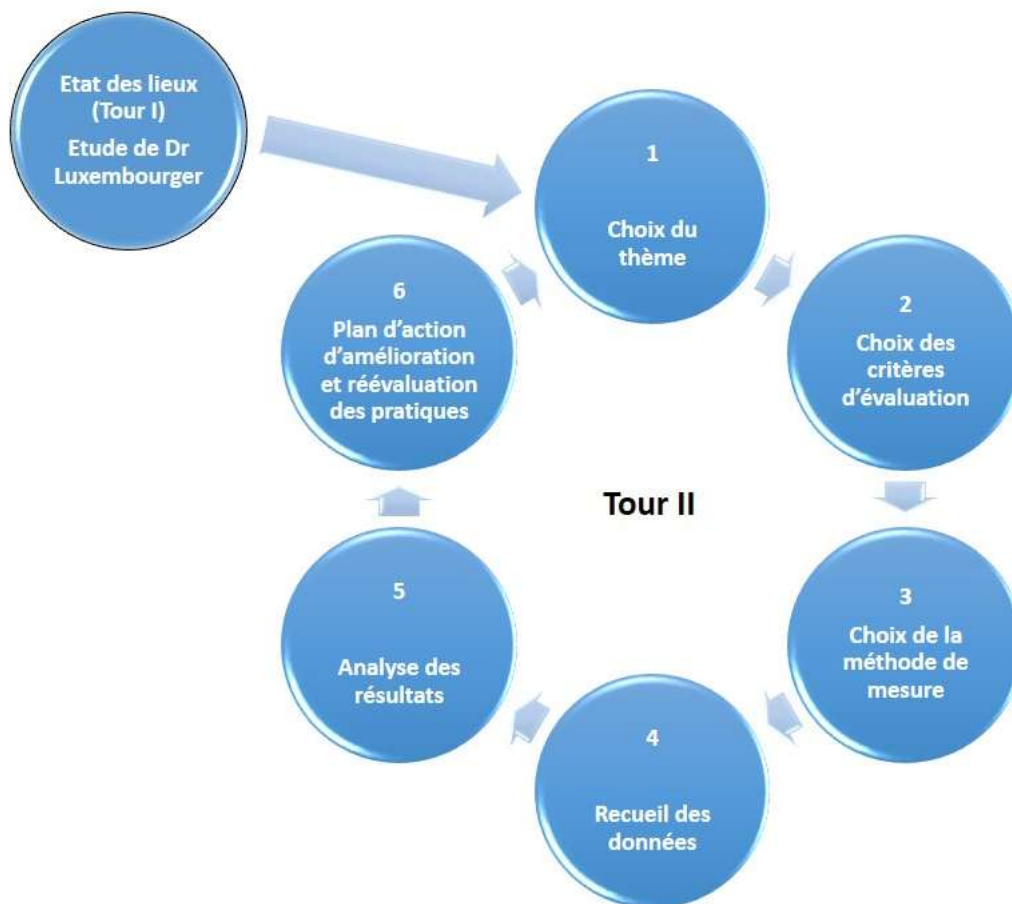 Etat des lieux
(Tour I)
Etude de Dr
Luxembourger
1
Choix du
thème
2
Choix des
critères
d'évaluation
3
Choix de la
méthode de
mesure
4
Recueil des
données
5
Analyse des
résultats
6
Plan d'action
d'amélioration
et réévaluation
des pratiques
Tour II